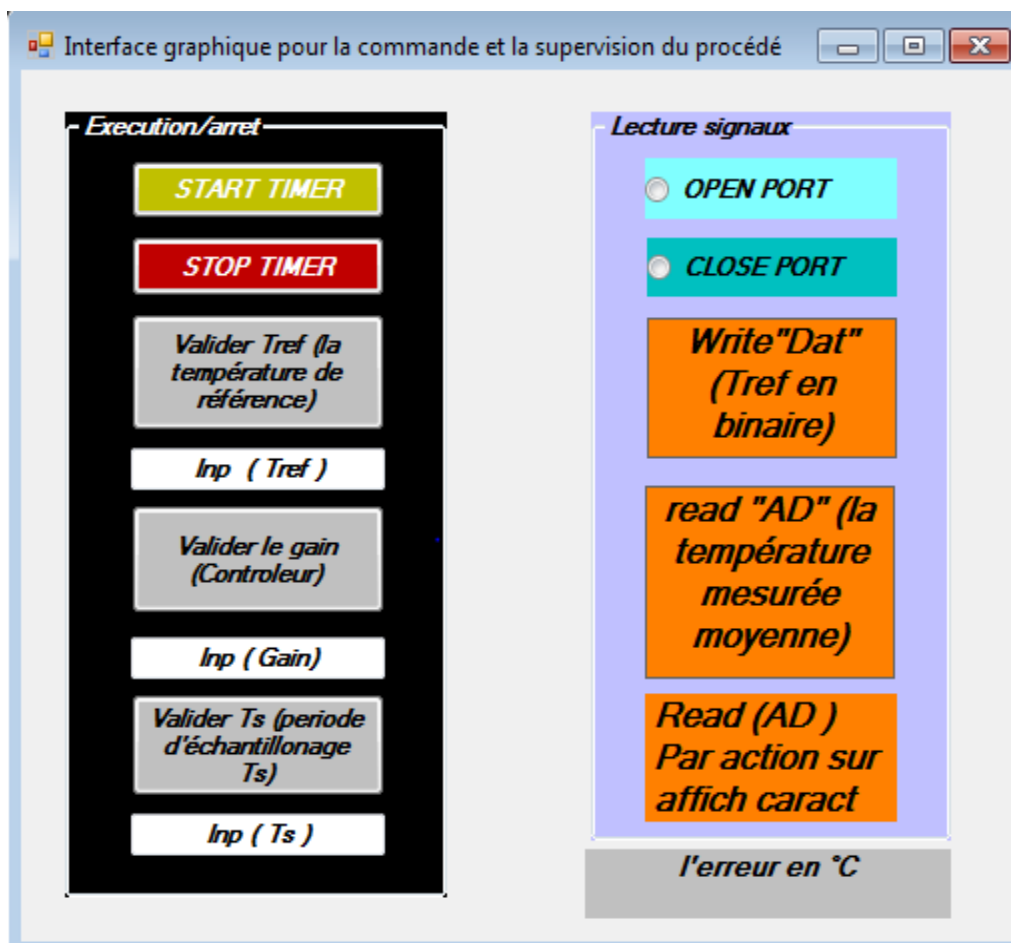 Interface graphique pour la commande et la supervision du procédé
Execution/arret
START TIMER
STOP TIMER
Valider Tref (la
température de
référence)
Inp ( Tref )
Valider le gain
(Controleur)
Inp ( Gain)
Valider Ts (periode
d'échantillonage
Ts)
Inp ( Ts )
Lecture signaux
OPEN PORT
CLOSE PORT
Write"Dat"
(Tref en
binaire)
read "AD" (la
température
mesurée
moyenne)
Read (AD )
Par action sur
affich caract
l'erreur en °C